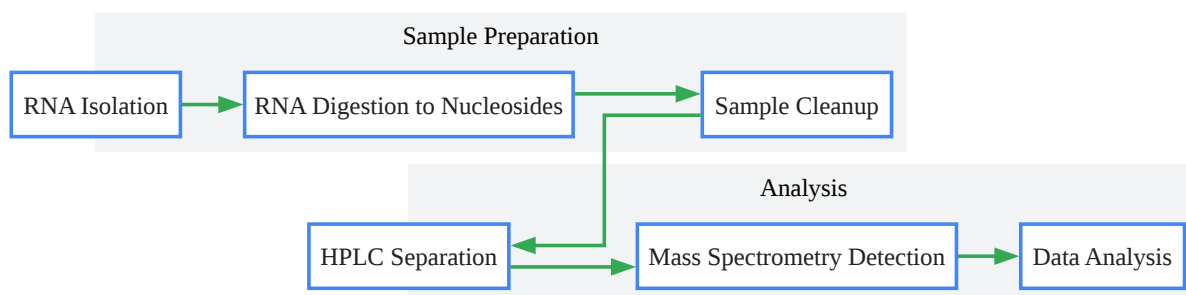 Sample Preparation
RNA Isolation
RNA Digestion to Nucleosides
Sample Cleanup
Analysis
HPLC Separation
Mass Spectrometry Detection
Data Analysis